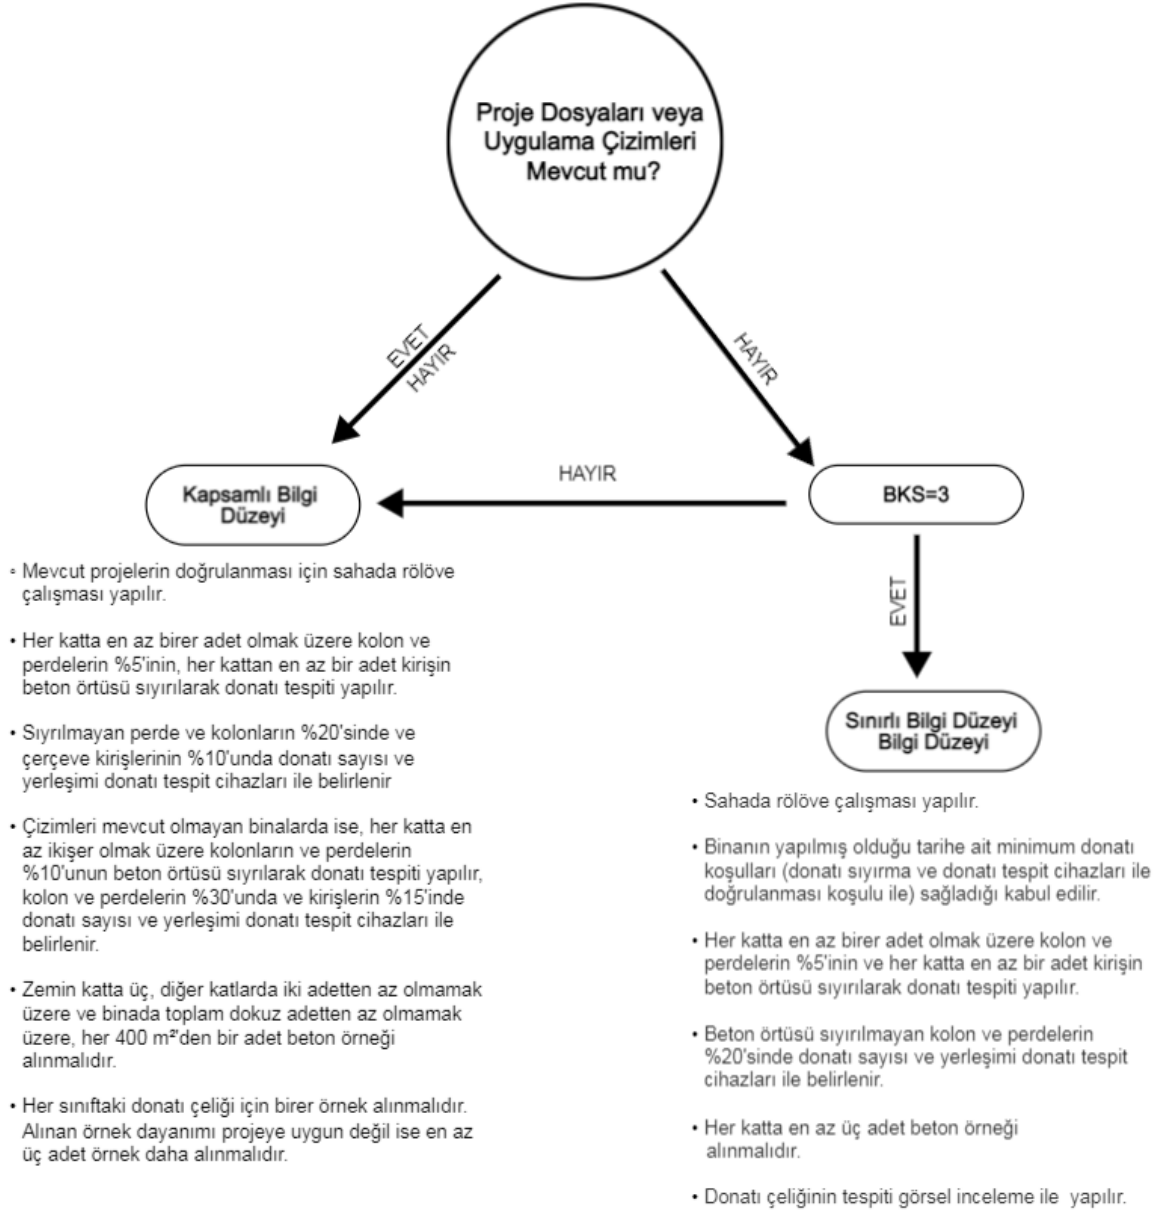 Proje Dosyaları veya
Uygulama Çizimleri
Mevcut mu?
EVET
HAYIR
HAYIR
HAYIR
BKS=3
EVET
Kapsamlı Bilgi
Düzeyi
◦ Mevcut projelerin doğrulanması için sahada rölöve
çalışması yapılır.
• Her katta en az birer adet olmak üzere kolon ve
perdelerin %5'inin, her kattan en az bir adet kirişin
beton örtüsü sıyırılarak donatı tespiti yapılır.
• Sıyrılmayan perde ve kolonların %20'sinde ve
çerçeve kirişlerinin %10'unda donatı sayısı ve
yerleşimi donatı tespit cihazları ile belirlenir
• Çizimleri mevcut olmayan binalarda ise, her katta en
az ikişer olmak üzere kolonların ve perdelerin
%10'unun beton örtüsü sıyrılarak donatı tespiti yapılır,
kolon ve perdelerin %30'unda ve kirişlerin %15'inde
donatı sayısı ve yerleşimi donatı tespit cihazları ile
belirlenir.
• Zemin katta üç, diğer katlarda iki adetten az olmamak
üzere ve binada toplam dokuz adetten az olmamak
üzere, her 400 m²'den bir adet beton örneği
alınmalıdır.
• Her sınıftaki donatı çeliği için birer örnek alınmalıdır.
Alınan örnek dayanımı projeye uygun değil ise en az
üç adet örnek daha alınmalıdır.
Sınırlı Bilgi Düzeyi
Bilgi Düzeyi
• Sahada rölöve çalışması yapılır.
• Binanın yapılmış olduğu tarihe ait minimum donatı
koşulları (donatı sıyırma ve donatı tespit cihazları ile
doğrulanması koşulu ile) sağladığı kabul edilir.
• Her katta en az birer adet olmak üzere kolon ve
perdelerin %5'inin ve her katta en az bir adet kirişin
beton örtüsü sıyırılarak donatı tespiti yapılır.
• Beton örtüsü sıyırılmayan kolon ve perdelerin
%20'sinde donatı sayısı ve yerleşimi donatı tespit
cihazları ile belirlenir.
• Her katta en az üç adet beton örneği
alınmalıdır.
• Donatı çeliğinin tespiti görsel inceleme ile yapılır.